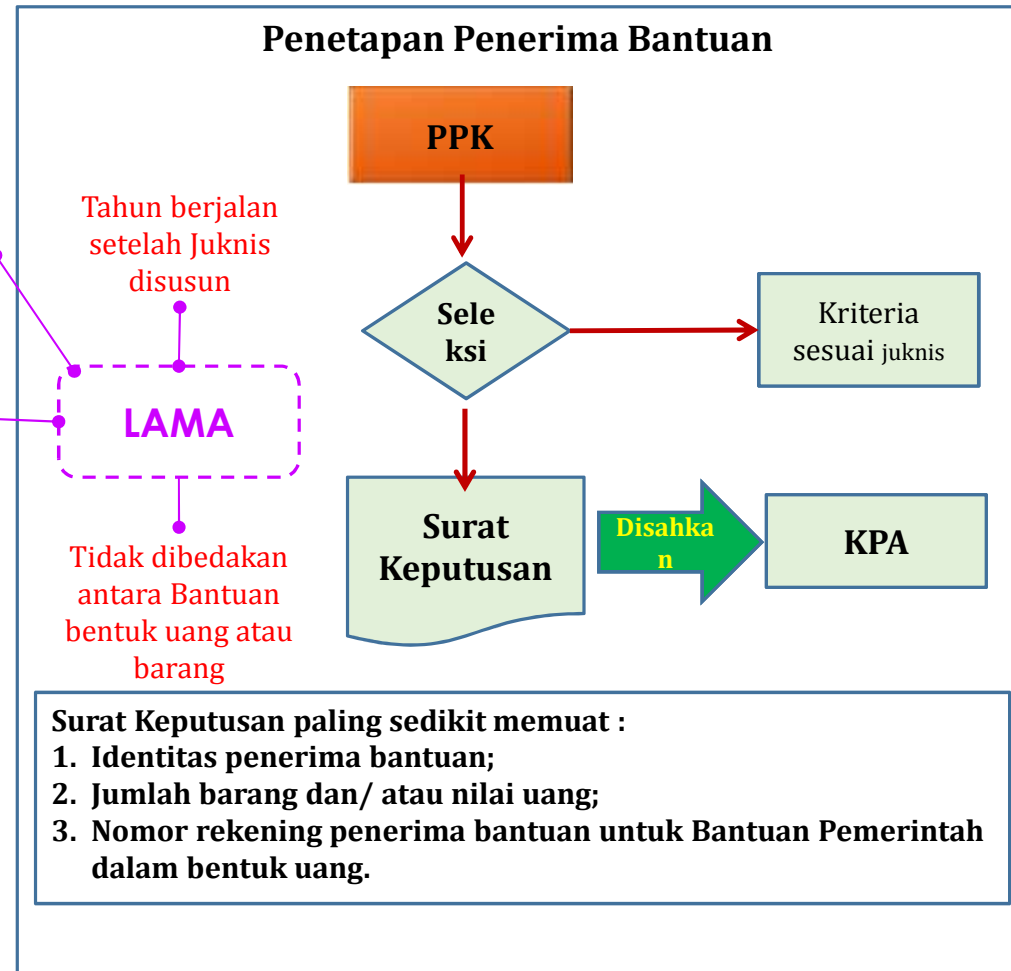 Penetapan Penerima Bantuan
PPK
Tahun berjalan
setelah Juknis
disusun
Sele
ksi
Kriteria
sesuai juknis
LAMA
Surat
Keputusan
Disahka
n
KPA
Tidak dibedakan
antara Bantuan
bentuk uang atau
barang
Surat Keputusan paling sedikit memuat :
1. Identitas penerima bantuan;
2. Jumlah barang dan/ atau nilai uang;
3. Nomor rekening penerima bantuan untuk Bantuan Pemerintah
dalam bentuk uang.